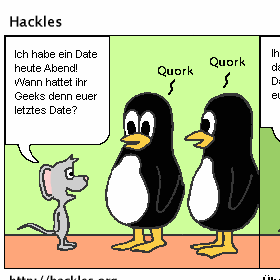 Hackles
Ich habe ein Date
heute Abend!
Wann hattet ihr
Geeks denn euer
letztes Date?
Quork
Quork